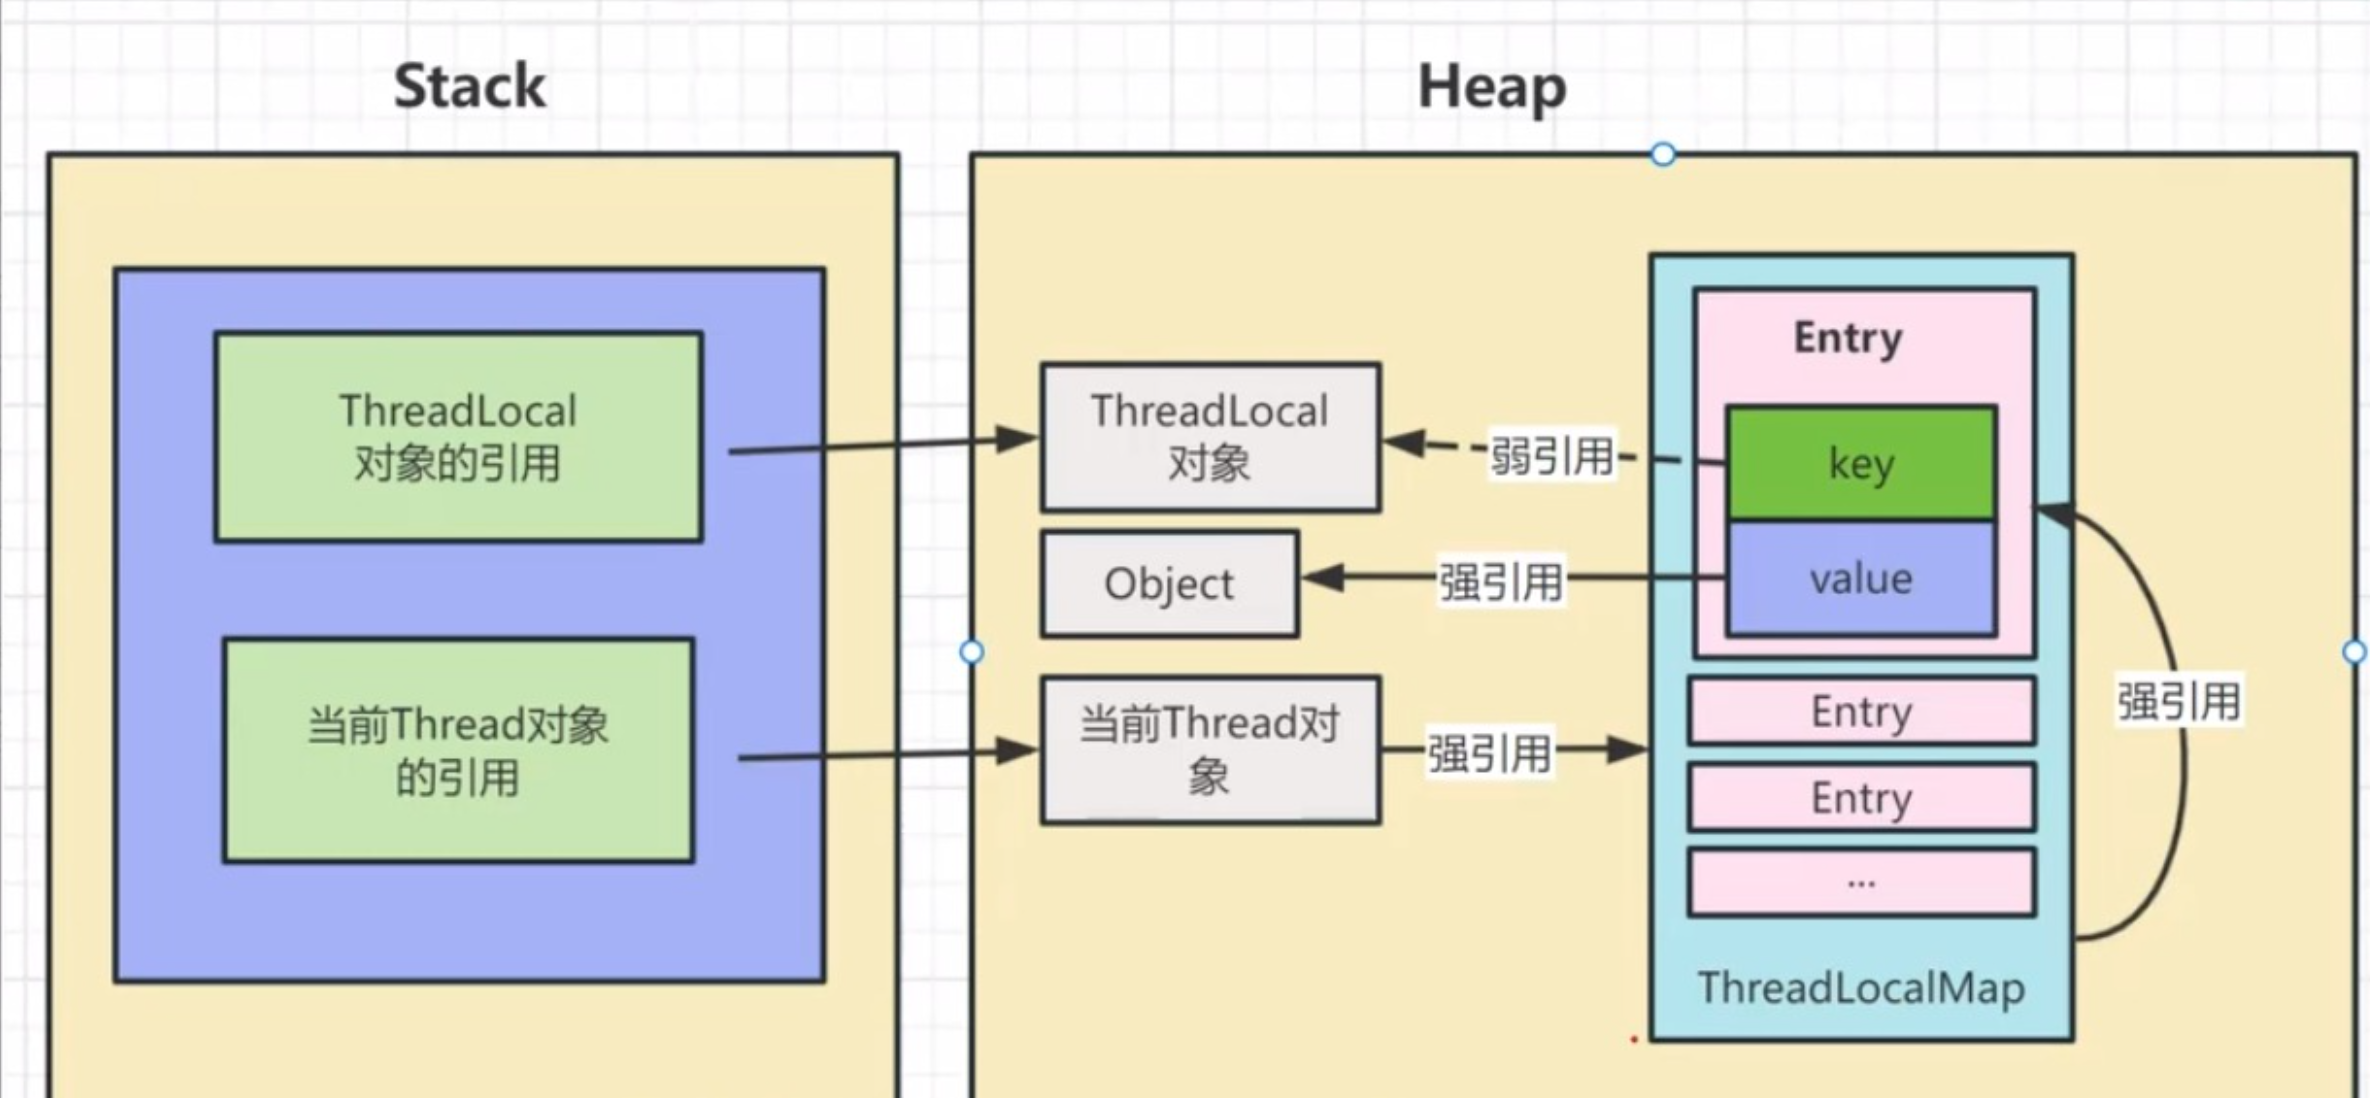 Stack
Heap
ThreadLocal
对象的引用
当前Thread对象
的引用
ThreadLocal
对象
Object
当前Thread对
象
弱引用
强引用
强引用
Entry
key
value
Entry
Entry
...
ThreadLocalMap
强引用